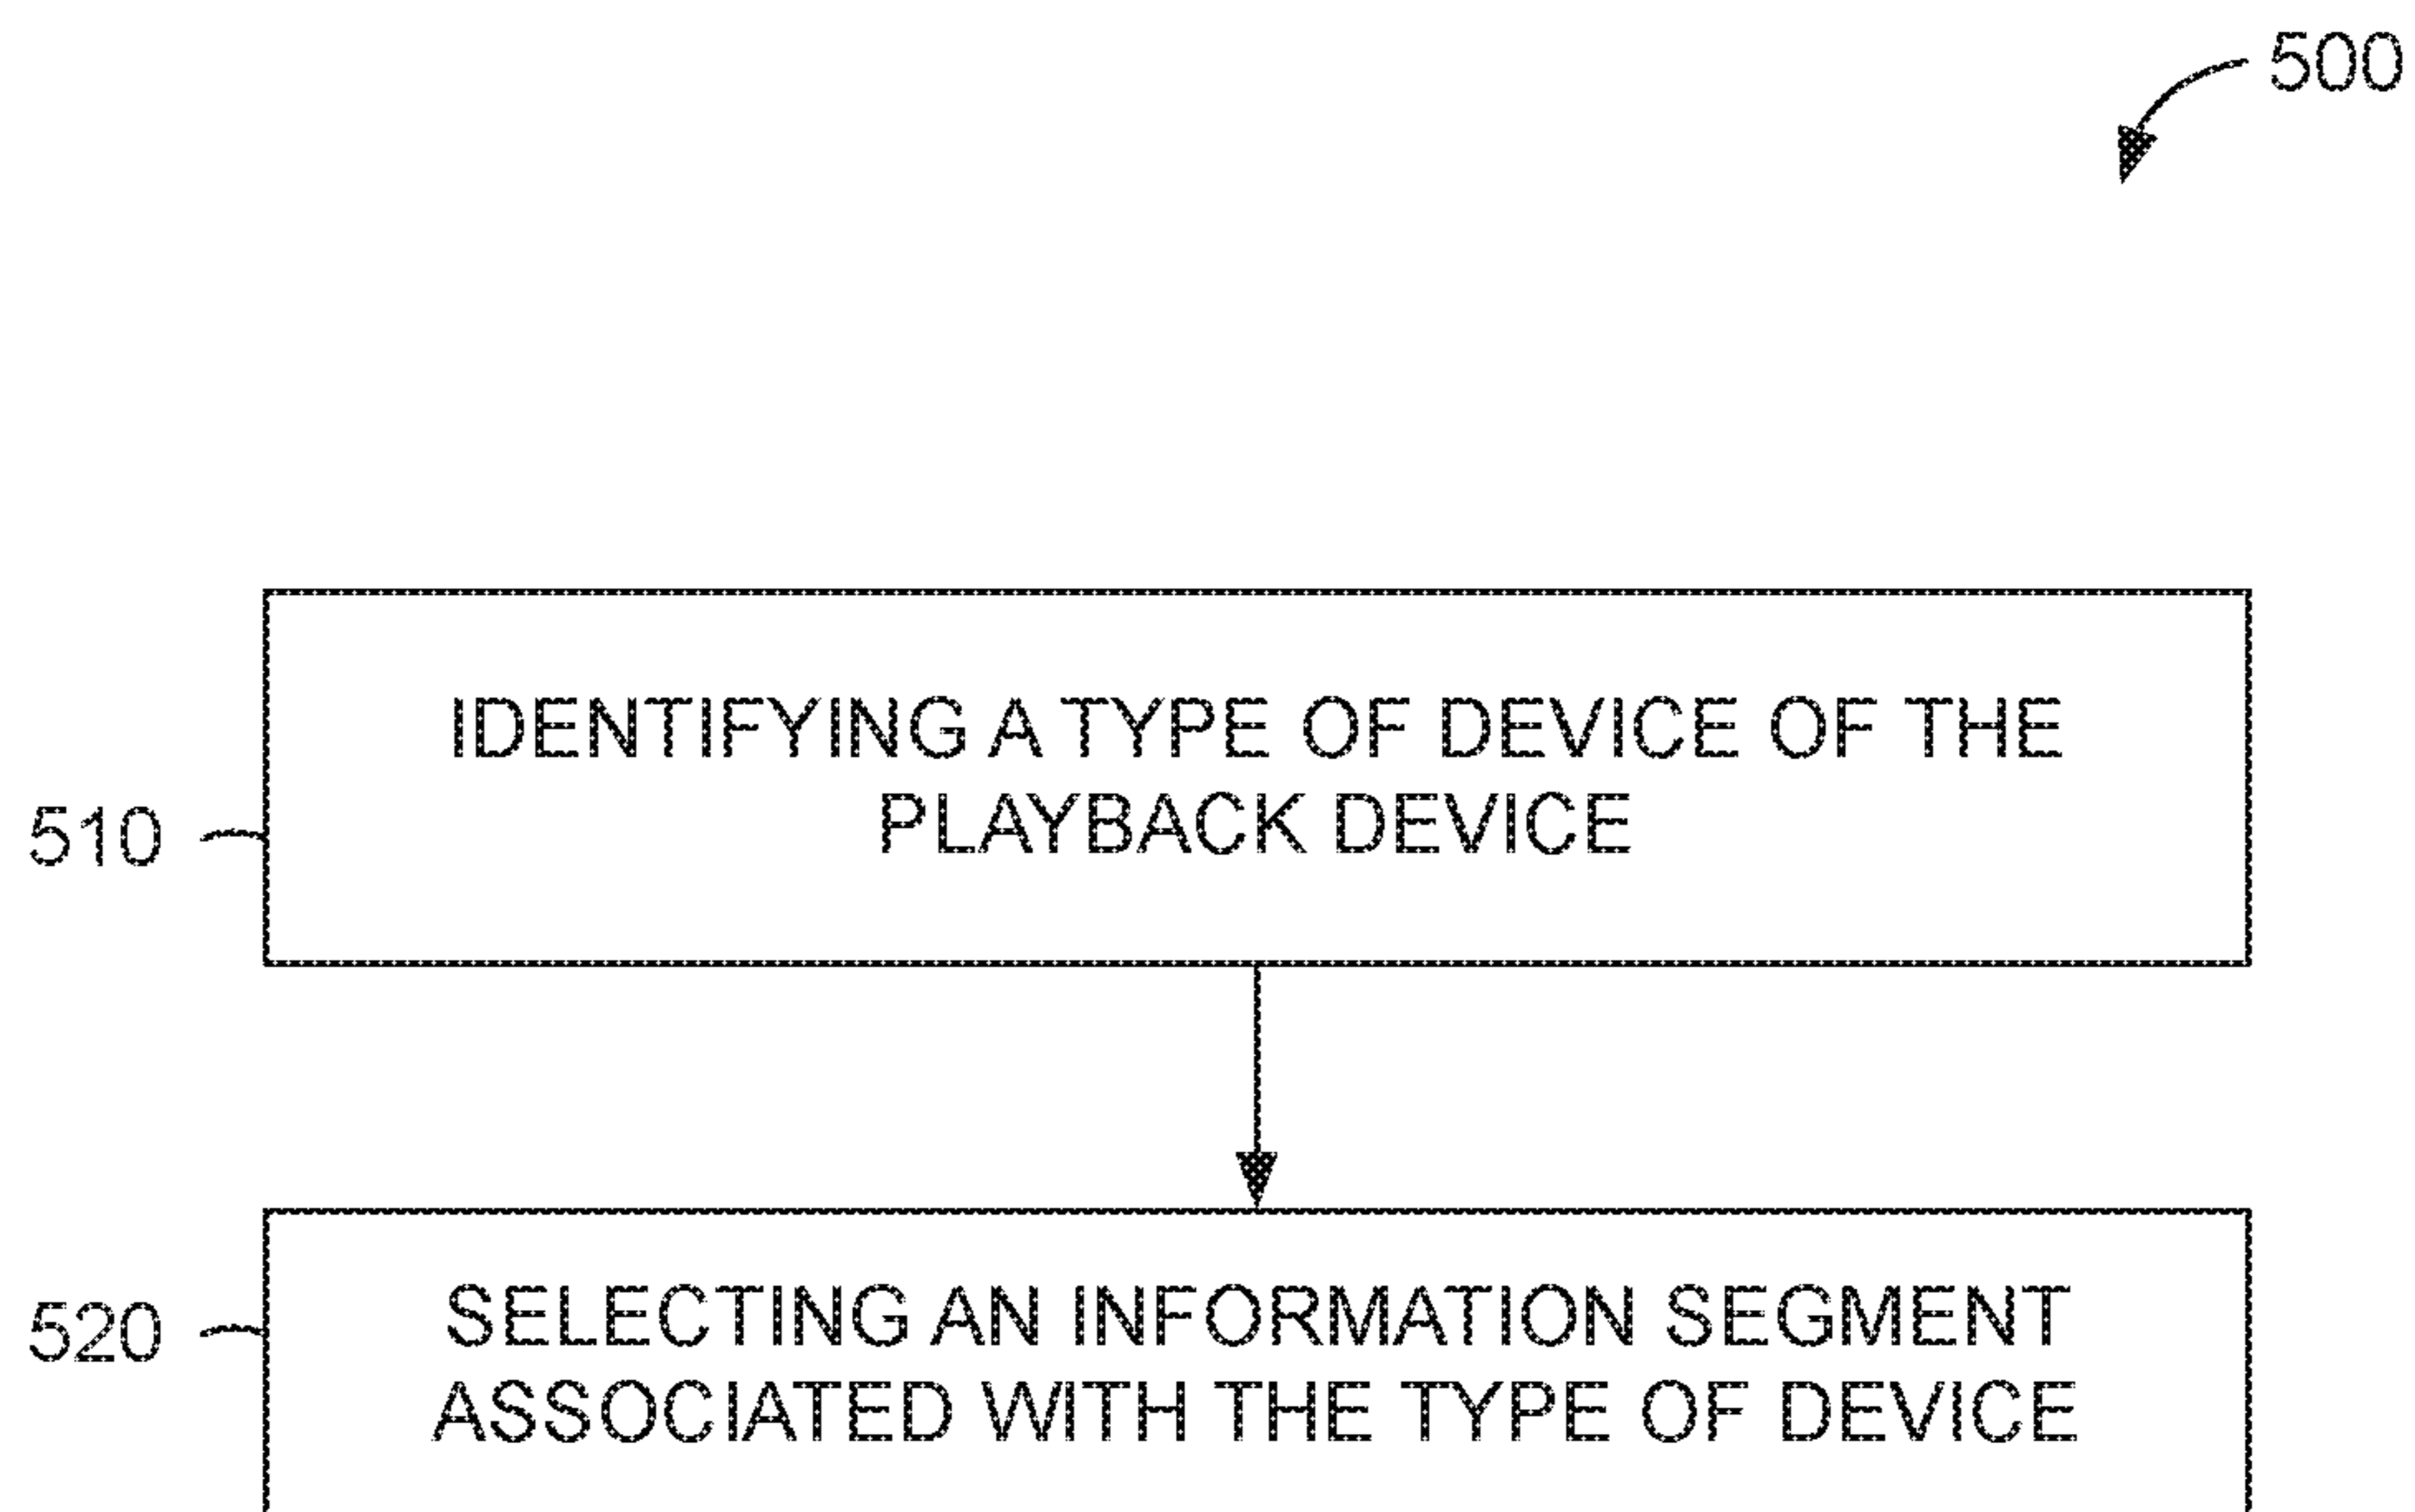 500
IDENTIFYING A TYPE OF DEVICE OF THE
PLAYBACK DEVICE
510
SELECTING AN INFORMATION SEGMENT
520
ASSOCIATED WITH THE TYPE OF DEVICE